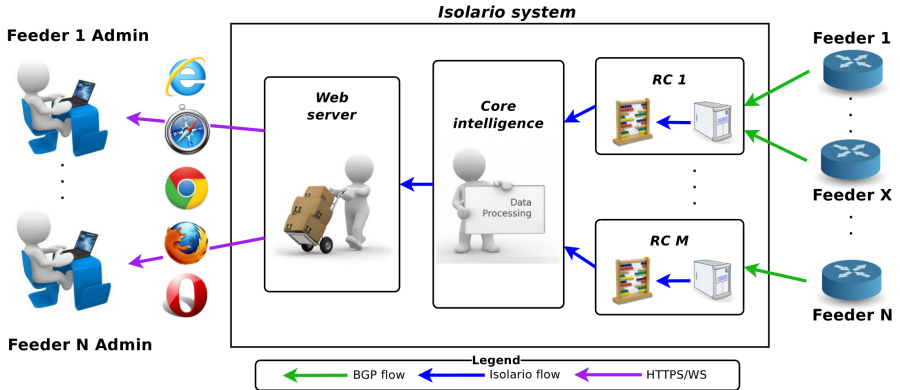 Isolario system
Feeder 1 Admin
Feeder 1
RC 1
Web
server
Core
intelligence
Data
Processing
Feeder X
RC M
Feeder N
Feeder N Admin
Legend
BGP flow
Isolario flow
HTTPS/WS